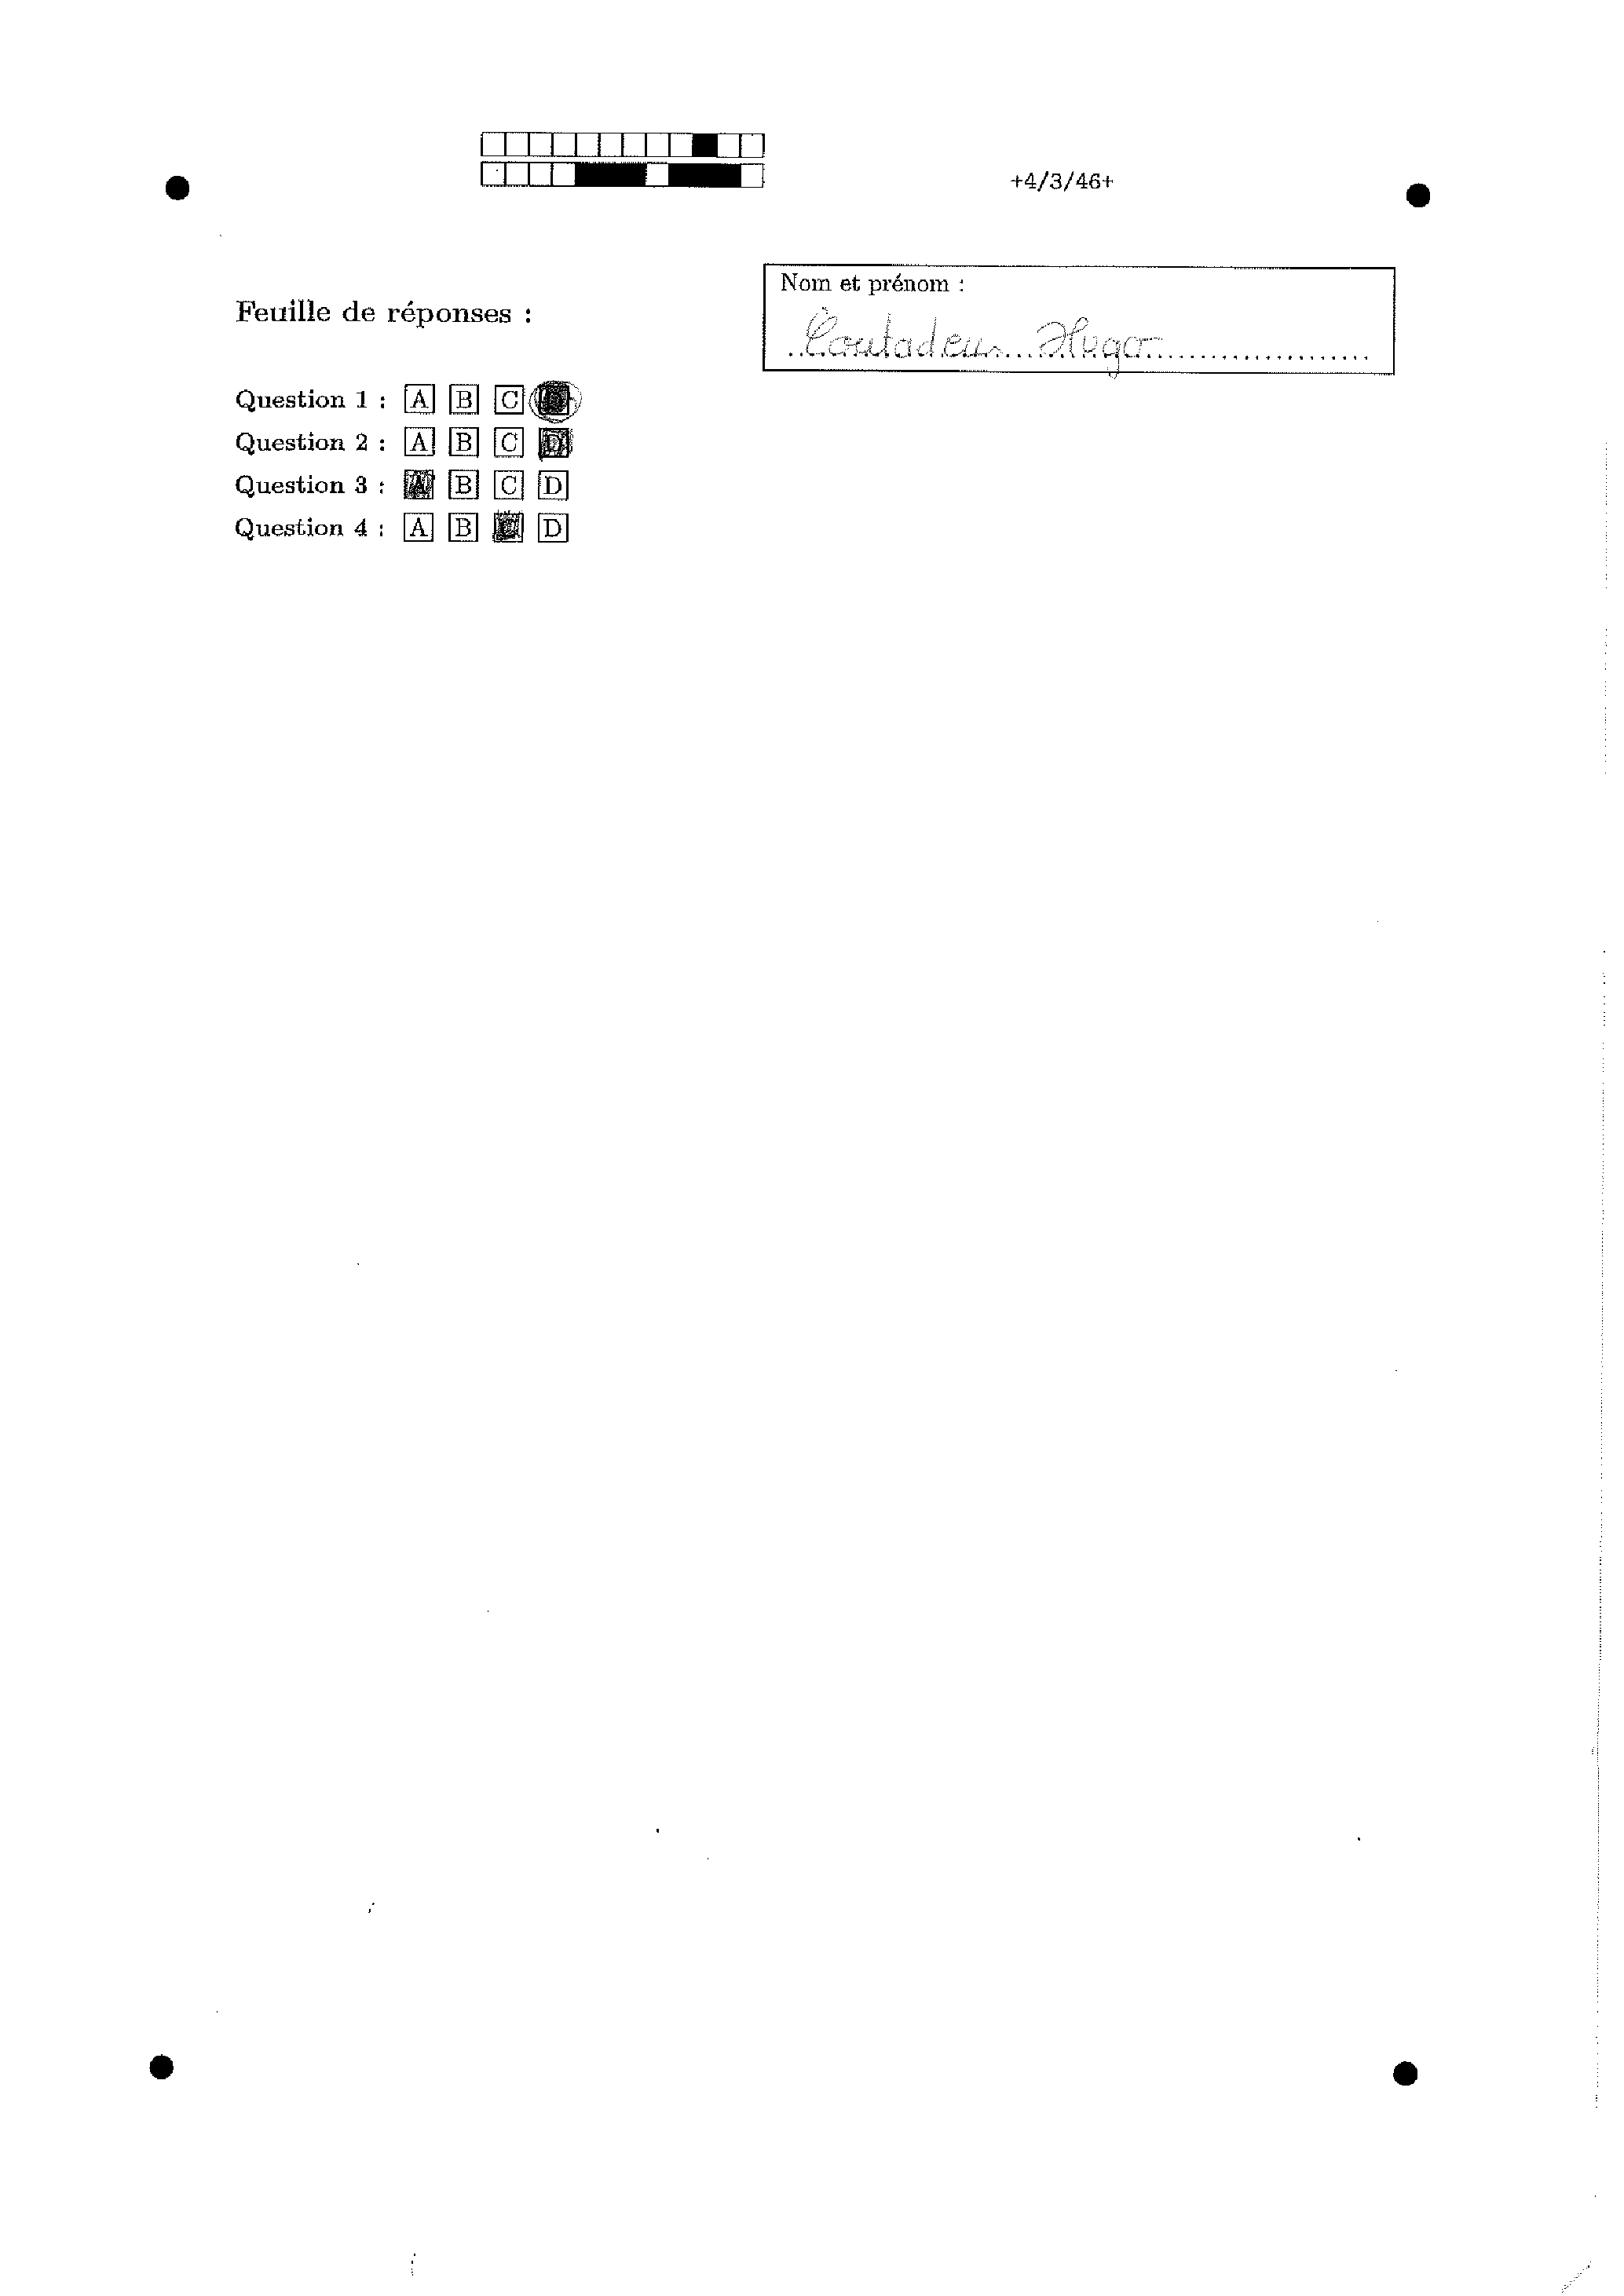 +4/3/46+
Nom et prénom :
Coutadeur Hugo
Feuille de réponses :
Question 1 : A B C D
Question 2 : A B C D
Question 3 : A B C D
Question 4 : A B C D